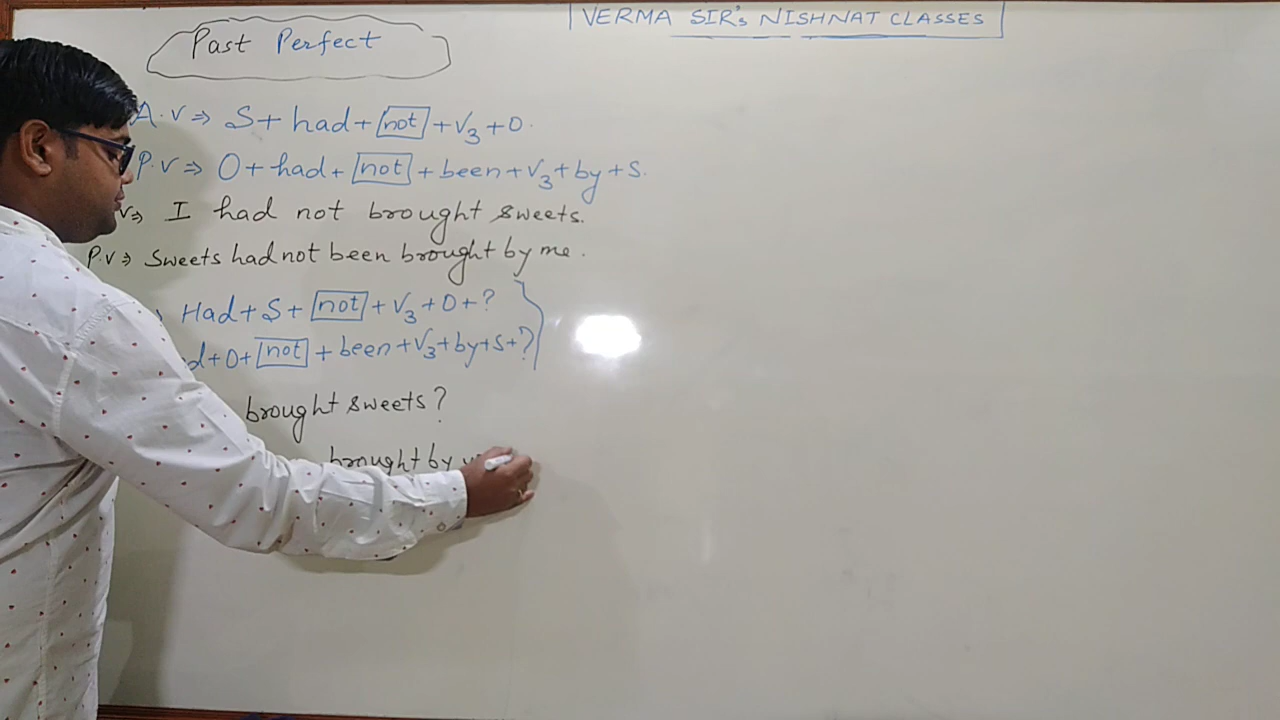 VERMA SIR's NISHNAT CLASSES
Past Perfect
A.V ⇒ S + had + not + V3 + O.
P.V ⇒ O + had + not + been + V3 + by + S.
V⇒ I had not brought sweets.
P.V ⇒ Sweets had not been brought by me.
Had + S + not + V3 + O + ?
d + O + not + been + V3 + by + S + ?
brought sweets?
brought by